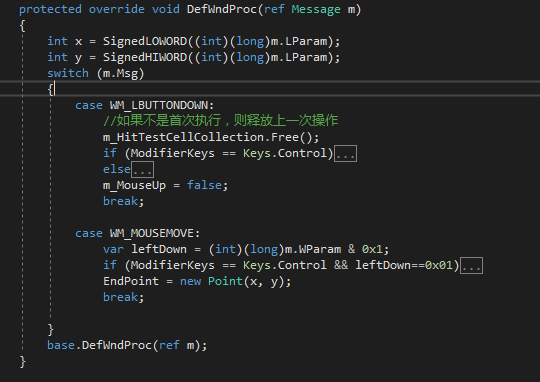 protected override void DefWndProc(ref Message m)
{
int x = SignedLOWORD((int)(long)m.LParam);
int y = SignedHIWORD((int)(long)m.LParam);
switch (m.Msg)
{
case WM_LBUTTONDOWN:
//如果不是首次执行，则释放上一次操作
m_HitTestCellCollection.Free();
if (ModifierKeys == Keys.Control)...
else...
m_MouseUp = false;
break;
case WM_MOUSEMOVE:
var leftDown = (int)(long)m.WParam & 0x1;
if (ModifierKeys == Keys.Control && leftDown==0x01)...
EndPoint = new Point(x, y);
break;
}
base.DefWndProc(ref m);
}